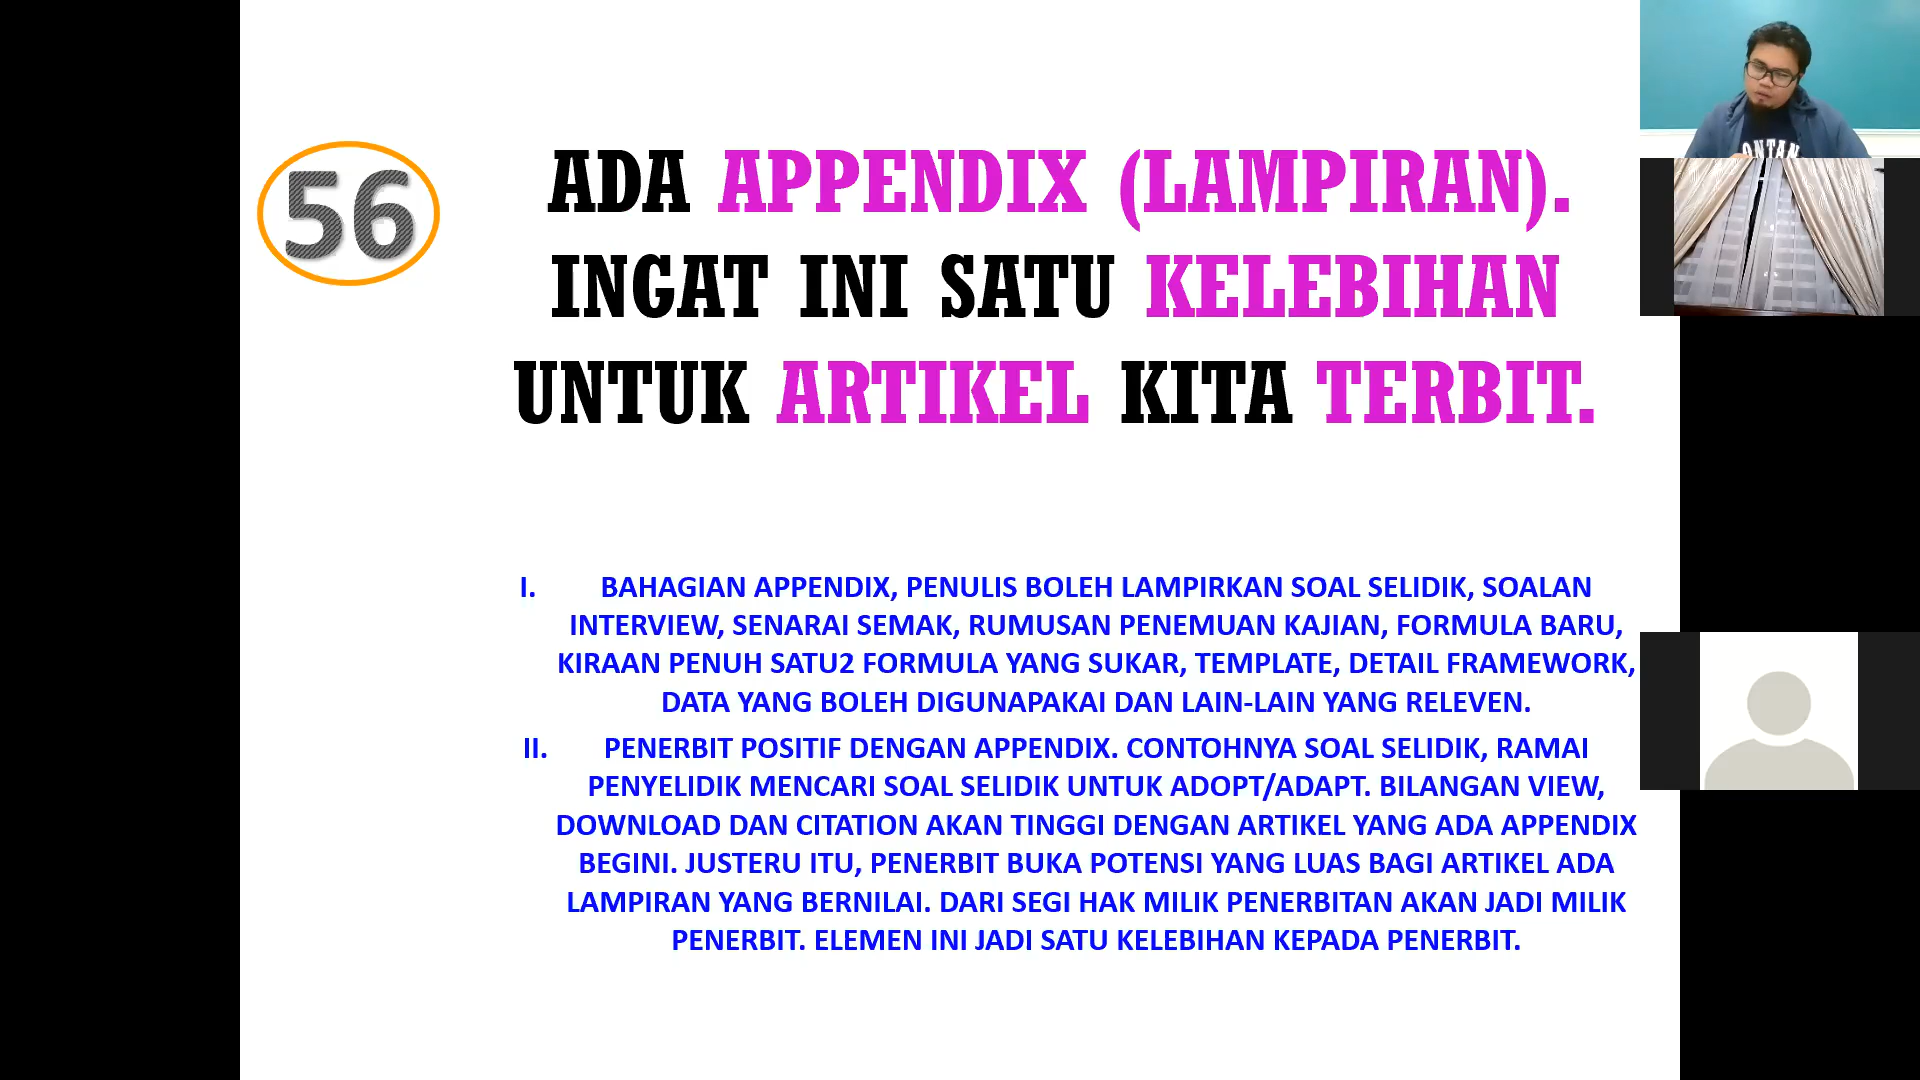 56
ADA APPENDIX (LAMPIRAN).
INGAT INI SATU KELEBIHAN
UNTUK ARTIKEL KITA TERBIT.
I. BAHAGIAN APPENDIX, PENULIS BOLEH LAMPIRKAN SOAL SELIDIK, SOALAN
INTERVIEW, SENARAI SEMAK, RUMUSAN PENEMUAN KAJIAN, FORMULA BARU,
KIRAAN PENUH SATU2 FORMULA YANG SUKAR, TEMPLATE, DETAIL FRAMEWORK,
DATA YANG BOLEH DIGUNAPAKAI DAN LAIN-LAIN YANG RELEVEN.
II. PENERBIT POSITIF DENGAN APPENDIX. CONTOHNYA SOAL SELIDIK, RAMAI
PENYELIDIK MENCARI SOAL SELIDIK UNTUK ADOPT/ADAPT. BILANGAN VIEW,
DOWNLOAD DAN CITATION AKAN TINGGI DENGAN ARTIKEL YANG ADA APPENDIX
BEGINI. JUSTERU ITU, PENERBIT BUKA POTENSI YANG LUAS BAGI ARTIKEL ADA
LAMPIRAN YANG BERNILAI. DARI SEGI HAK MILIK PENERBITAN AKAN JADI MILIK
PENERBIT. ELEMEN INI JADI SATU KELEBIHAN KEPADA PENERBIT.